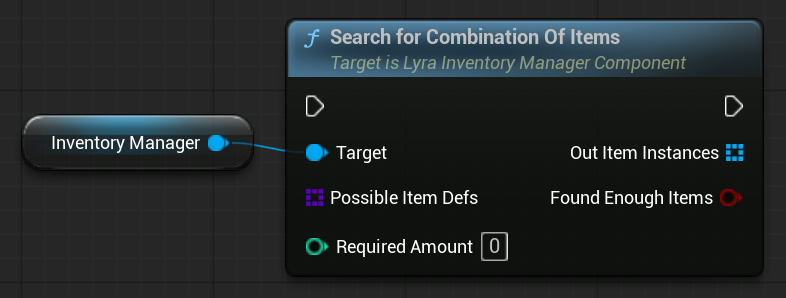 Search for Combination Of Items
Target is Lyra Inventory Manager Component
Inventory Manager
Target
Out Item Instances
Possible Item Defs
Found Enough Items
Required Amount 0